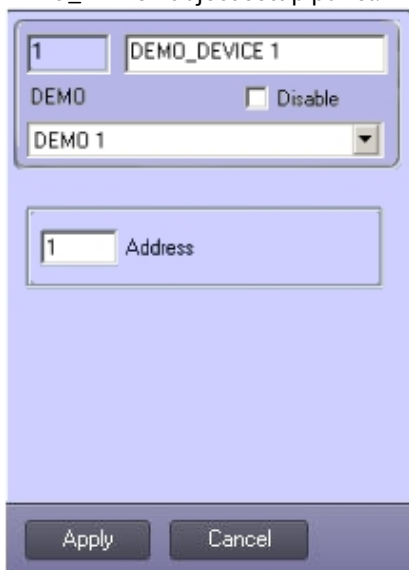 1 DEMO_DEVICE 1
DEMO Disable
DEMO 1
1 Address
Apply Cancel